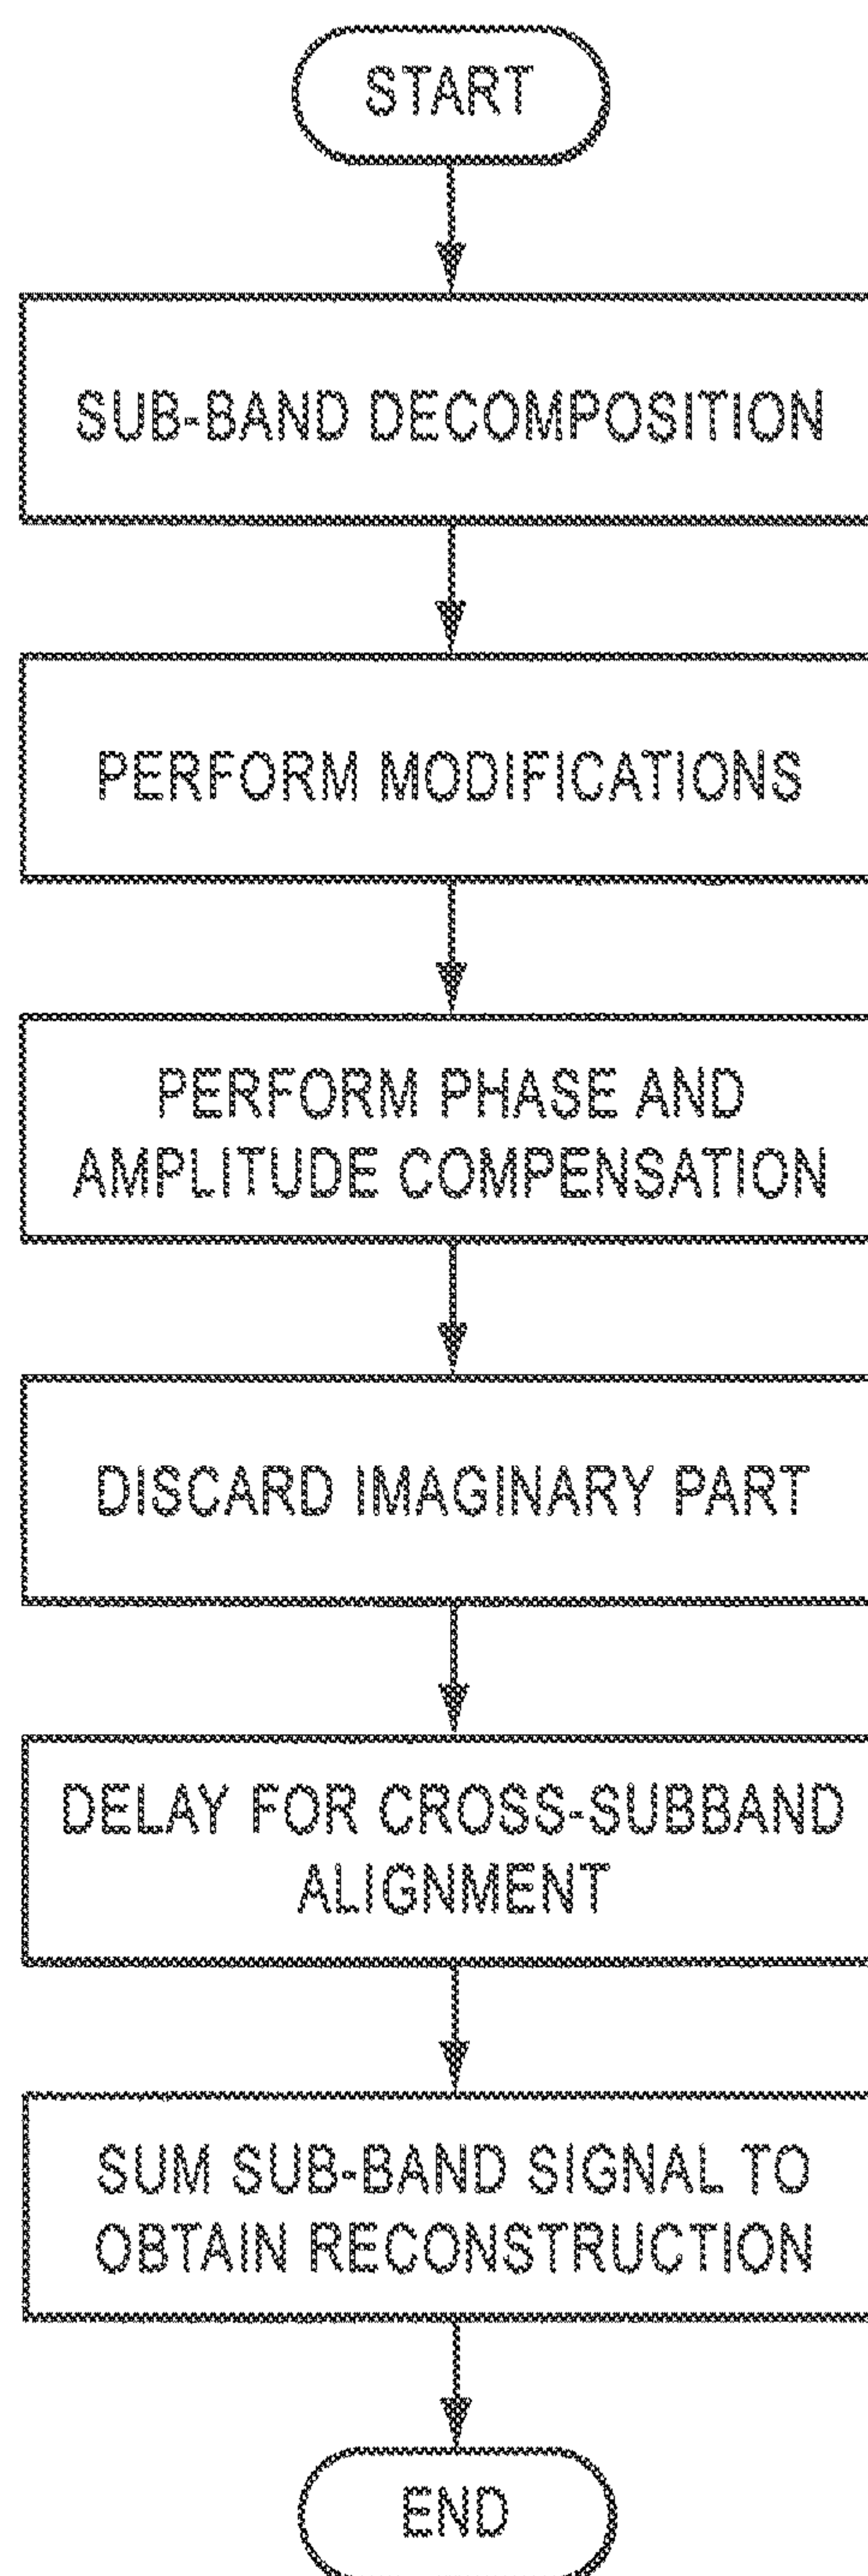 START
SUB-BAND DECOMPOSITION
PERFORM MODIFICATIONS
PERFORM PHASE AND
AMPLITUDE COMPENSATION
DISCARD IMAGINARY PART
DELAY FOR CROSS-SUBBAND
ALIGNMENT
SUM SUB-BAND SIGNAL TO
OBTAIN RECONSTRUCTION
END